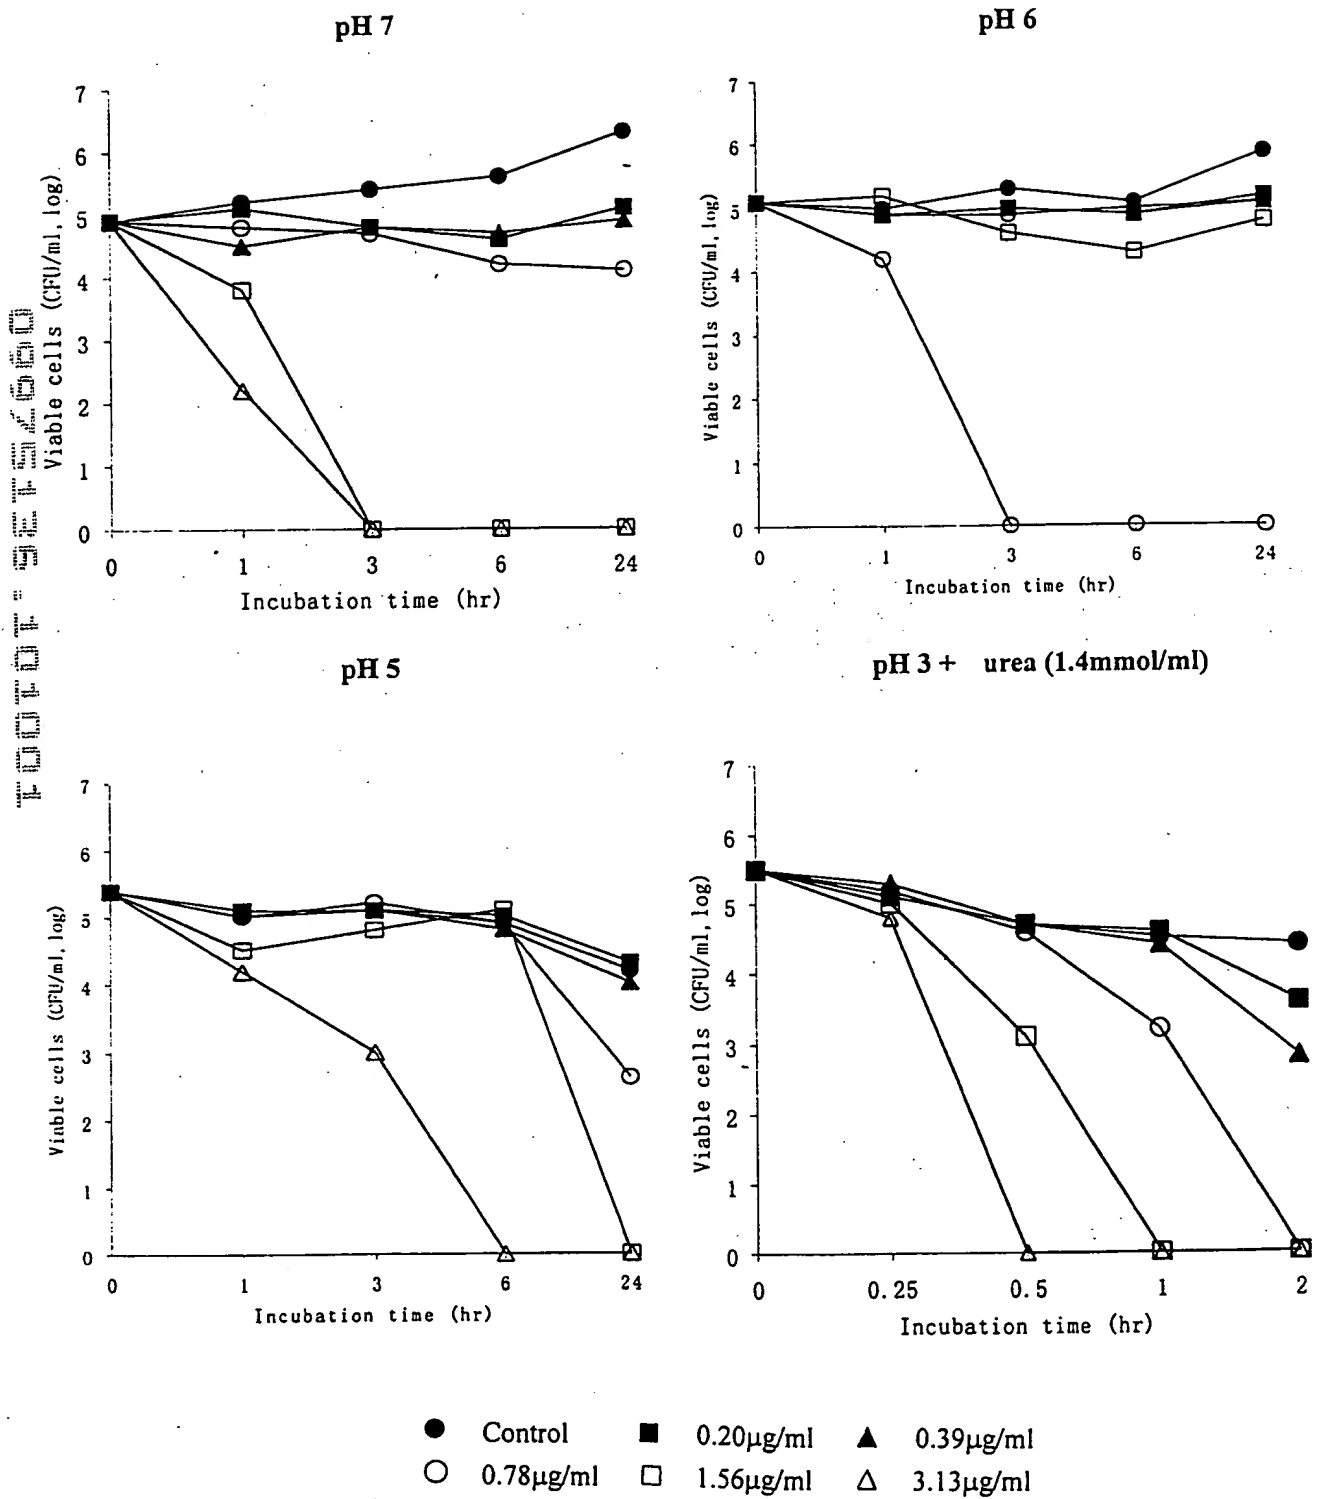 pH 7
7
6
5
4
3
2
1
0
Viable cells (CFU/ml, log)
0 1 3 6 24
Incubation time (hr)
pH 6
7
6
5
4
3
2
1
0
Viable cells (CFU/ml, log)
0 1 3 6 24
Incubation time (hr)
pH 5
7
6
5
4
3
2
1
0
Viable cells (CFU/ml, log)
0 1 3 6 24
Incubation time (hr)
pH 3 + urea (1.4mmol/ml)
7
6
5
4
3
2
1
0
Viable cells (CFU/ml, log)
0 0.25 0.5 1 2
Incubation time (hr)
Control 0.20µg/ml 0.39µg/ml
0.78µg/ml 1.56µg/ml 3.13µg/ml